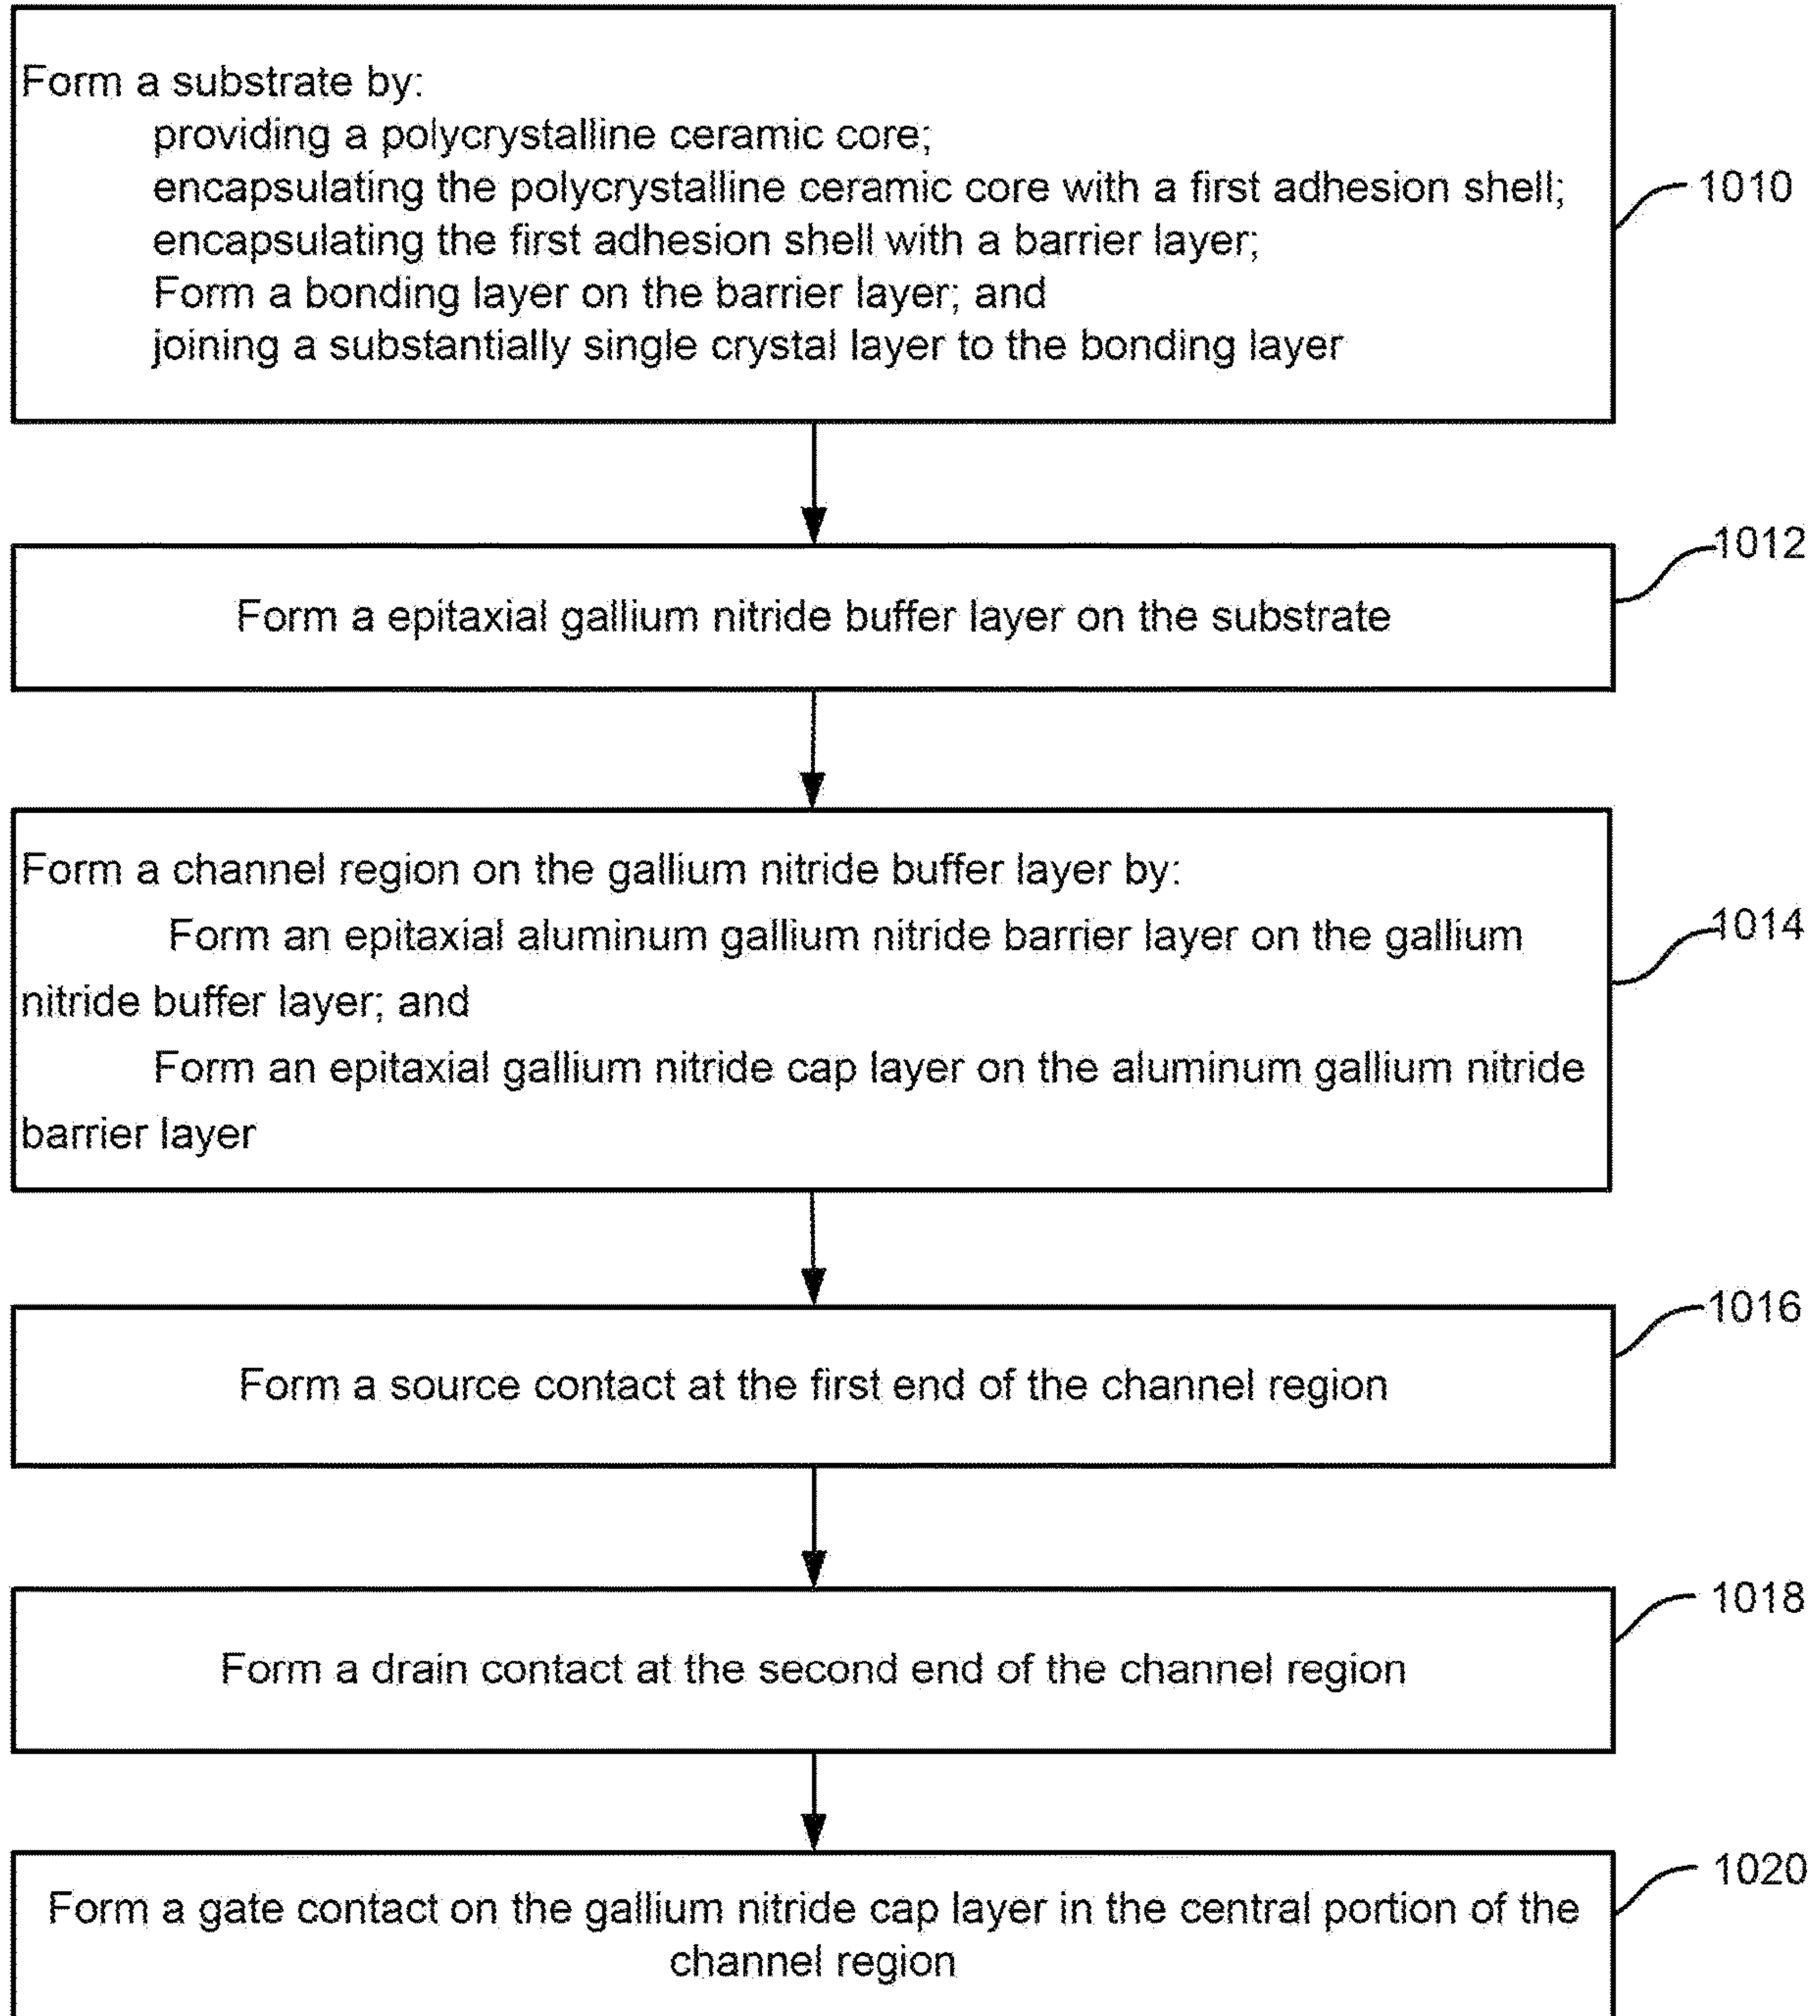 Form a substrate by:
providing a polycrystalline ceramic core;
encapsulating the polycrystalline ceramic core with a first adhesion shell;
encapsulating the first adhesion shell with a barrier layer;
Form a bonding layer on the barrier layer; and
joining a substantially single crystal layer to the bonding layer
1010
1012
Form a epitaxial gallium nitride buffer layer on the substrate
Form a channel region on the gallium nitride buffer layer by:
Form an epitaxial aluminum gallium nitride barrier layer on the gallium
nitride buffer layer; and
Form an epitaxial gallium nitride cap layer on the aluminum gallium nitride
barrier layer
1014
1016
Form a source contact at the first end of the channel region
1018
Form a drain contact at the second end of the channel region
1020
Form a gate contact on the gallium nitride cap layer in the central portion of the
channel region